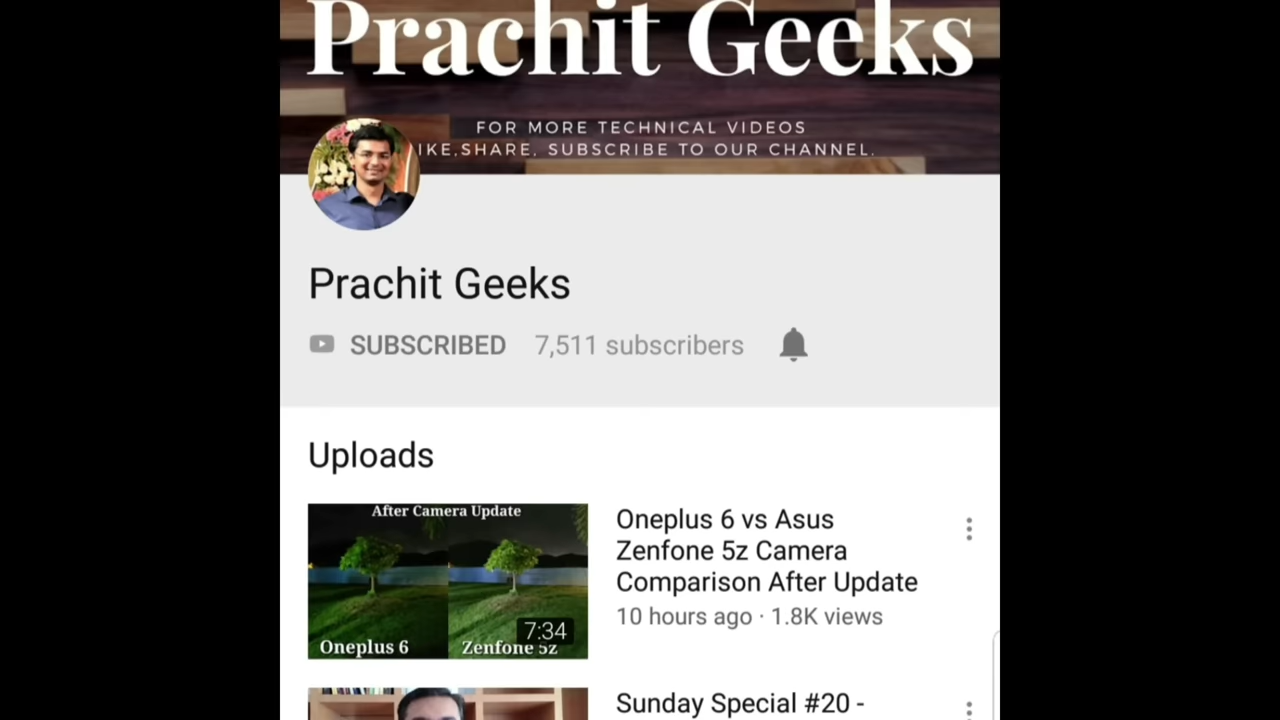 Prachit Geeks
FOR MORE TECHNICAL VIDEOS
IKE,SHARE, SUBSCRIBE TO OUR CHANNEL.
Prachit Geeks
SUBSCRIBED 7,511 subscribers
Uploads
After Camera Update
Oneplus 6
Zenfone 5z
7:34
Oneplus 6 vs Asus
Zenfone 5z Camera
Comparison After Update
10 hours ago · 1.8K views
Sunday Special #20 -